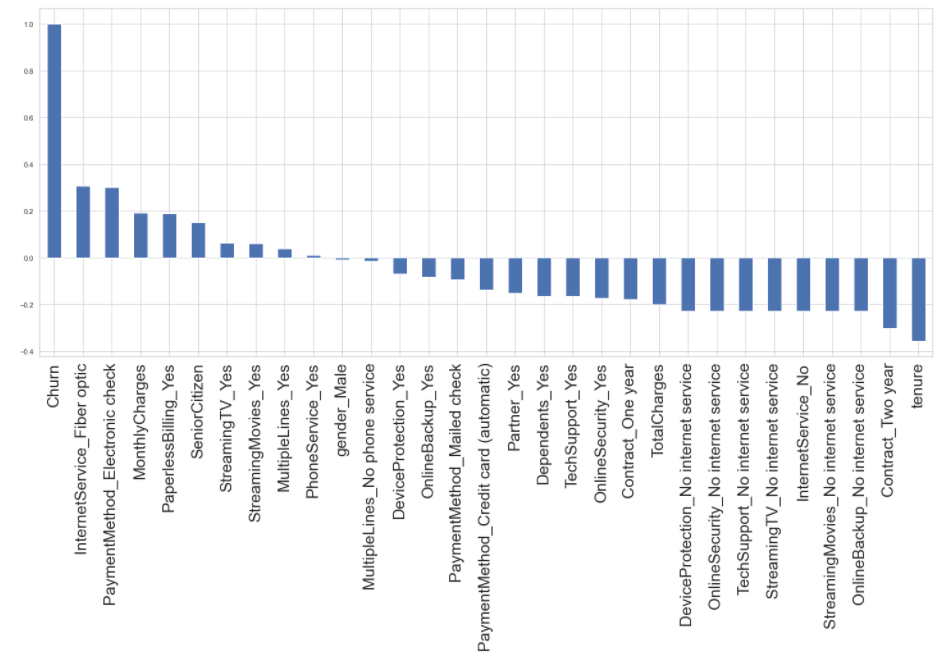 1.0
0.8
0.6
0.4
0.2
0.0
−0.2
−0.4
Churn
InternetService_Fiber optic
PaymentMethod_Electronic check
MonthlyCharges
PaperlessBilling_Yes
SeniorCitizen
StreamingTV_Yes
StreamingMovies_Yes
MultipleLines_Yes
PhoneService_Yes
gender_Male
MultipleLines_No phone service
DeviceProtection_Yes
OnlineBackup_Yes
PaymentMethod_Mailed check
PaymentMethod_Credit card (automatic)
Partner_Yes
Dependents_Yes
TechSupport_Yes
OnlineSecurity_Yes
Contract_One year
TotalCharges
DeviceProtection_No internet service
OnlineSecurity_No internet service
TechSupport_No internet service
StreamingTV_No internet service
InternetService_No
StreamingMovies_No internet service
OnlineBackup_No internet service
Contract_Two year
tenure